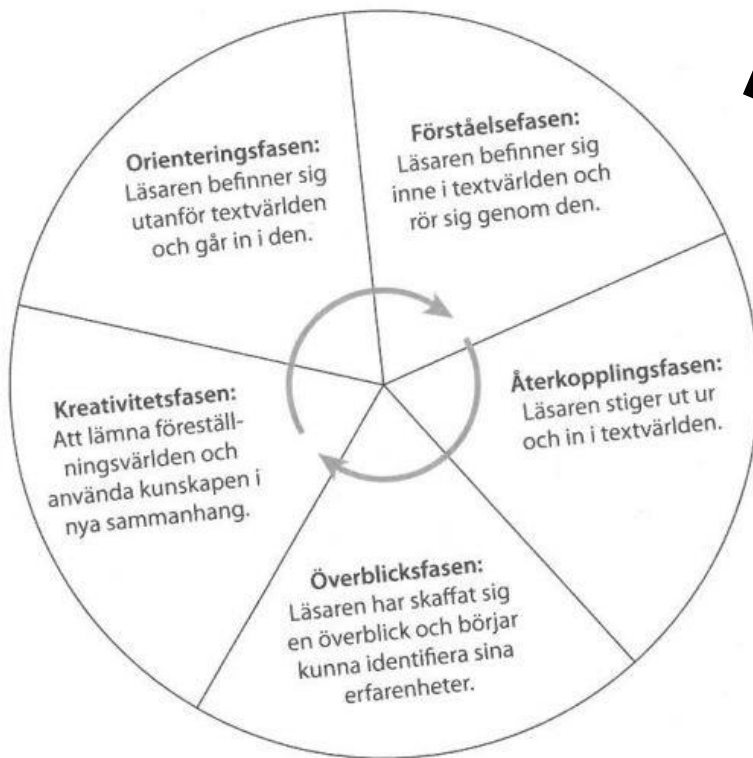 Orienteringsfasen:
Läsaren befinner sig
utanför textvärlden
och går in i den.
Förståelsefasen:
Läsaren befinner sig
inne i textvärlden och
rör sig genom den.
Återkopplingsfasen:
Läsaren stiger ut ur
och in i textvärlden.
Överblicksfasen:
Läsaren har skaffat sig
en överblick och börjar
kunna identifiera sina
erfarenheter.
Kreativitetsfasen:
Att lämna föreställ-
ningsvärlden och
använda kunskapen i
nya sammanhang.